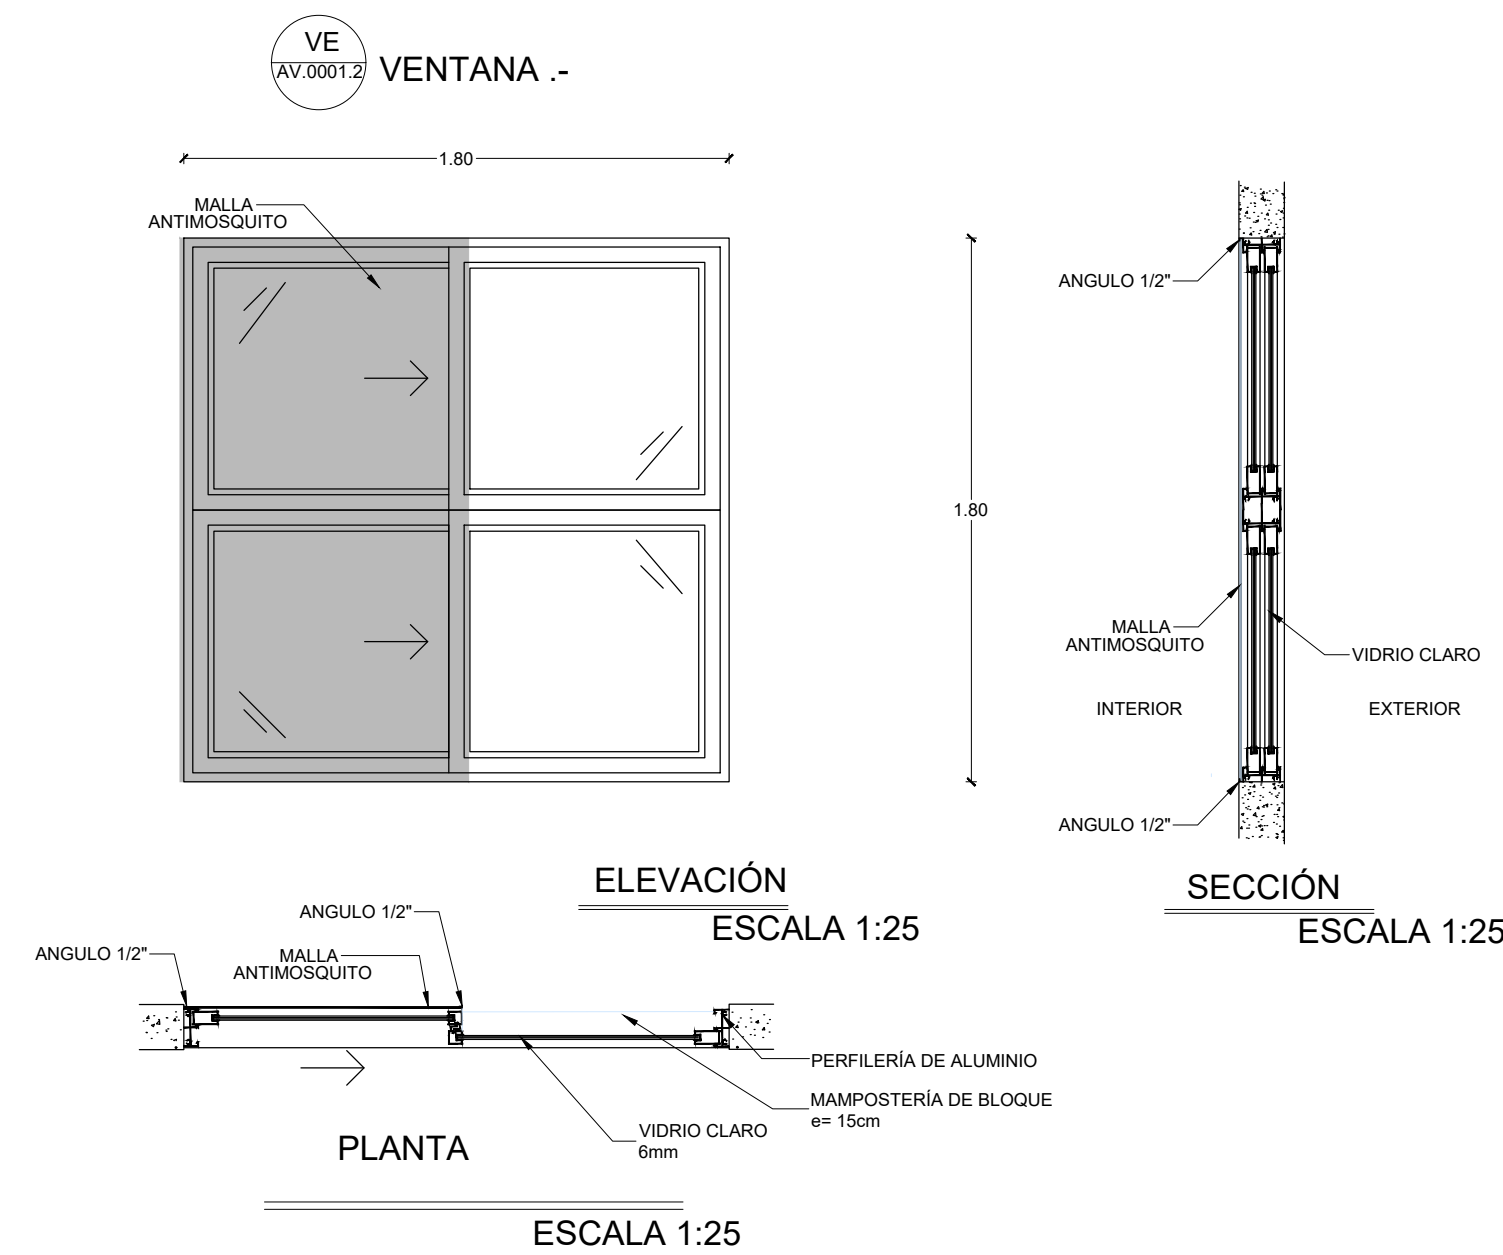 VE
AV.0001.2
VENTANA .-
1.80
MALLA
ANTIMOSQUITO
1.80
ANGULO 1/2"
MALLA
ANTIMOSQUITO
VIDRIO CLARO
INTERIOR
EXTERIOR
ANGULO 1/2"
ELEVACIÓN
ESCALA 1:25
SECCIÓN
ESCALA 1:25
ANGULO 1/2"
ANGULO 1/2"
MALLA
ANTIMOSQUITO
PERFILERÍA DE ALUMINIO
MAMPOSTERÍA DE BLOQUE
e= 15cm
VIDRIO CLARO
6mm
PLANTA
ESCALA 1:25